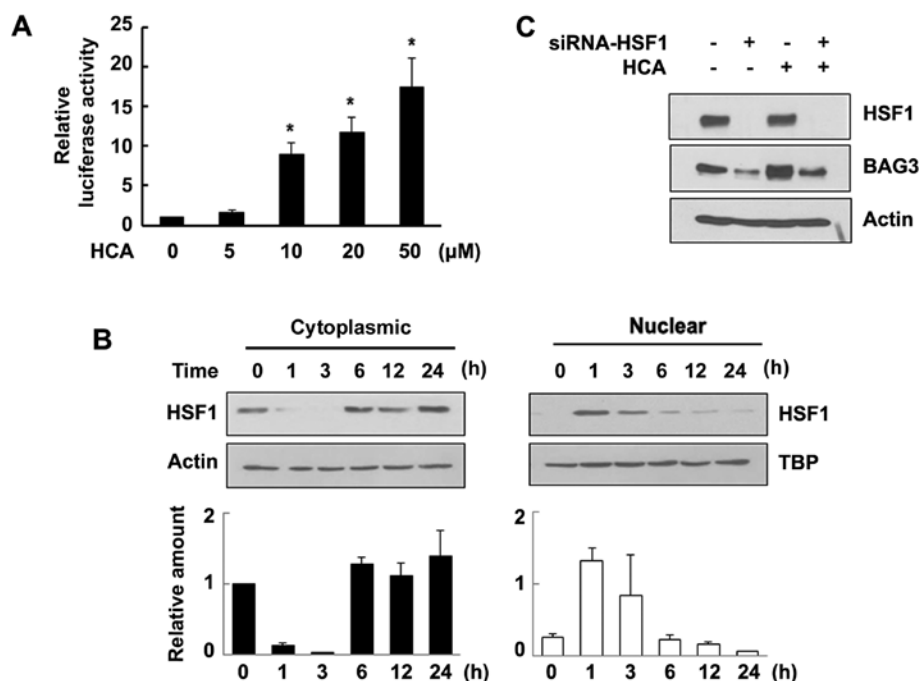 A
Relative luciferase activity
25
20
15
10
5
0
* * *
HCA 0 5 10 20 50 (µM)
C
siRNA-HSF1 - + - +
HCA - - + +
HSF1
BAG3
Actin
B
Cytoplasmic
Time 0 1 3 6 12 24 (h)
HSF1
Actin
Nuclear
0 1 3 6 12 24 (h)
HSF1
TBP
Relative amount
2
1
0
0 1 3 6 12 24 (h)
2
1
0
0 1 3 6 12 24 (h)